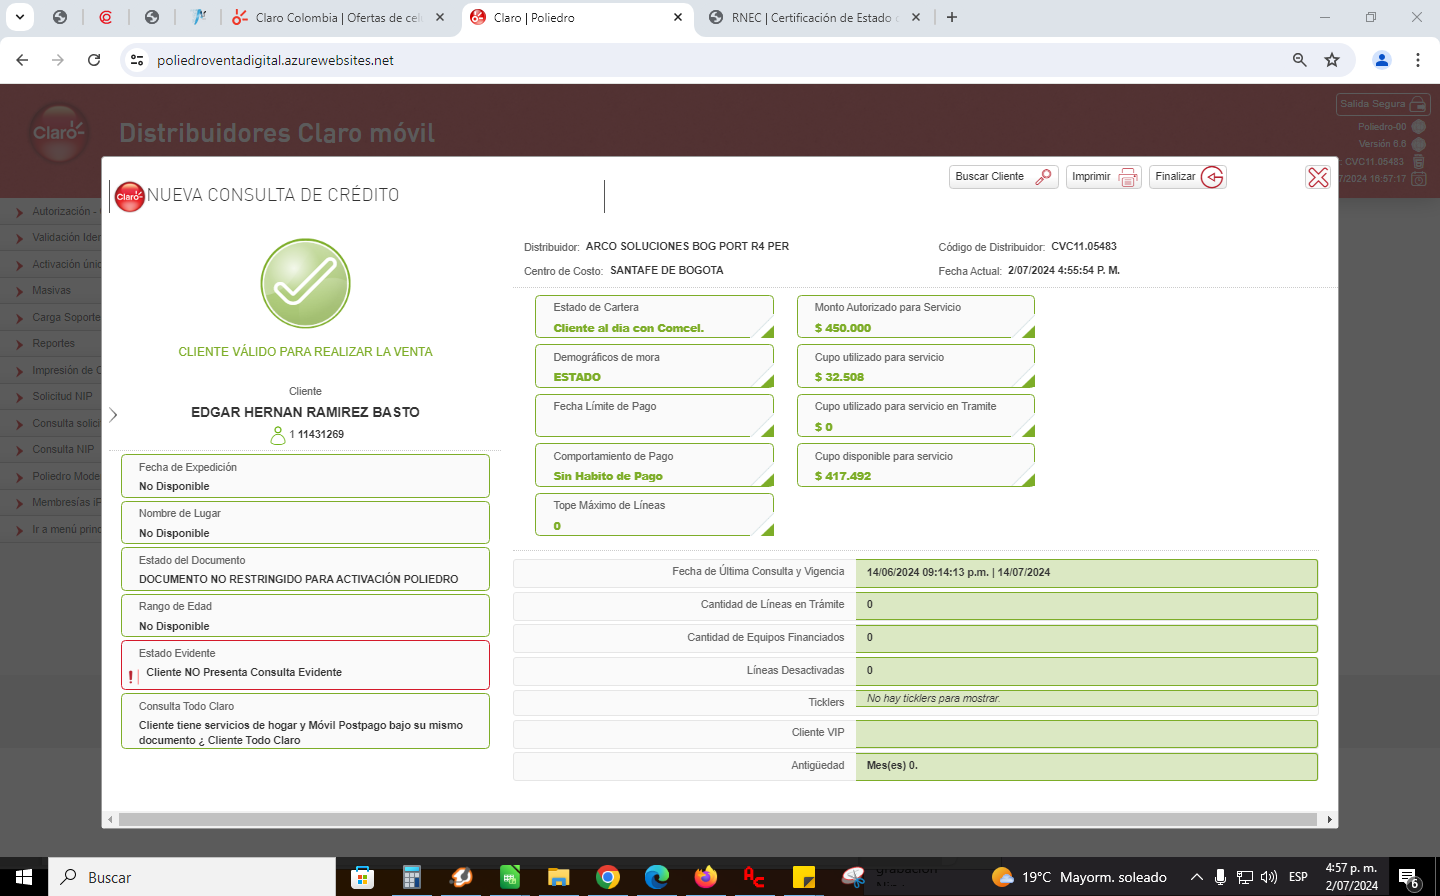 Claro Colombia | Ofertas de cel
Claro | Poliedro
RNEC | Certificación de Estado
poliedroventadigital.azurewebsites.net
Claro
Distribuidores Claro móvil
Salida Segura
Poliedro-00
Versión 6.6
: CVC11.05483
7/2024 16:57:17
Autorización -
Validación Iden
Activación únic
Masivas
Carga Soporte
Reportes
Impresión de C
Solicitud NIP
Consulta solici
Consulta NIP
Poliedro Mode
Membresías iF
Ir a menú princ
Claro
NUEVA CONSULTA DE CRÉDITO
Buscar Cliente
Imprimir
Finalizar
CLIENTE VÁLIDO PARA REALIZAR LA VENTA
Cliente
EDGAR HERNAN RAMIREZ BASTO
1 11431269
Fecha de Expedición
No Disponible
Nombre de Lugar
No Disponible
Estado del Documento
DOCUMENTO NO RESTRINGIDO PARA ACTIVACIÓN POLIEDRO
Rango de Edad
No Disponible
Estado Evidente
! Cliente NO Presenta Consulta Evidente
Consulta Todo Claro
Cliente tiene servicios de hogar y Móvil Postpago bajo su mismo
documento ¿ Cliente Todo Claro
Distribuidor: ARCO SOLUCIONES BOG PORT R4 PER
Código de Distribuidor: CVC11.05483
Centro de Costo: SANTAFE DE BOGOTA
Fecha Actual: 2/07/2024 4:55:54 P. M.
Estado de Cartera
Cliente al dia con Comcel.
Demográficos de mora
ESTADO
Fecha Límite de Pago
Comportamiento de Pago
Sin Habito de Pago
Tope Máximo de Líneas
0
Monto Autorizado para Servicio
$ 450.000
Cupo utilizado para servicio
$ 32.508
Cupo utilizado para servicio en Tramite
$ 0
Cupo disponible para servicio
$ 417.492
Fecha de Última Consulta y Vigencia 14/06/2024 09:14:13 p.m. | 14/07/2024
Cantidad de Líneas en Trámite 0
Cantidad de Equipos Financiados 0
Líneas Desactivadas 0
Ticklers No hay ticklers para mostrar.
Cliente VIP
Antigüedad Mes(es) 0.
Buscar
19°C Mayorm. soleado
ESP
4:57 p. m.
2/07/2024
6